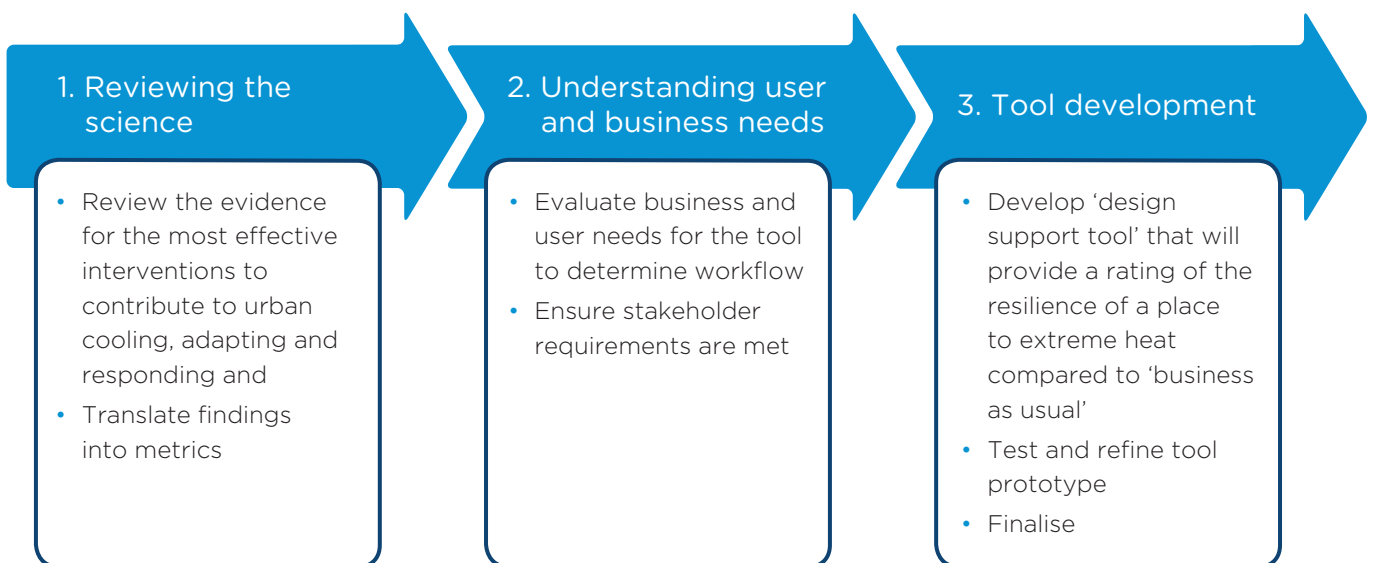 1. Reviewing the
science
• Review the evidence
for the most effective
interventions to
contribute to urban
cooling, adapting and
responding and
• Translate findings
into metrics
2. Understanding user
and business needs
• Evaluate business and
user needs for the tool
to determine workflow
• Ensure stakeholder
requirements are met
3. Tool development
• Develop ‘design
support tool’ that will
provide a rating of the
resilience of a place
to extreme heat
compared to ‘business
as usual’
• Test and refine tool
prototype
• Finalise